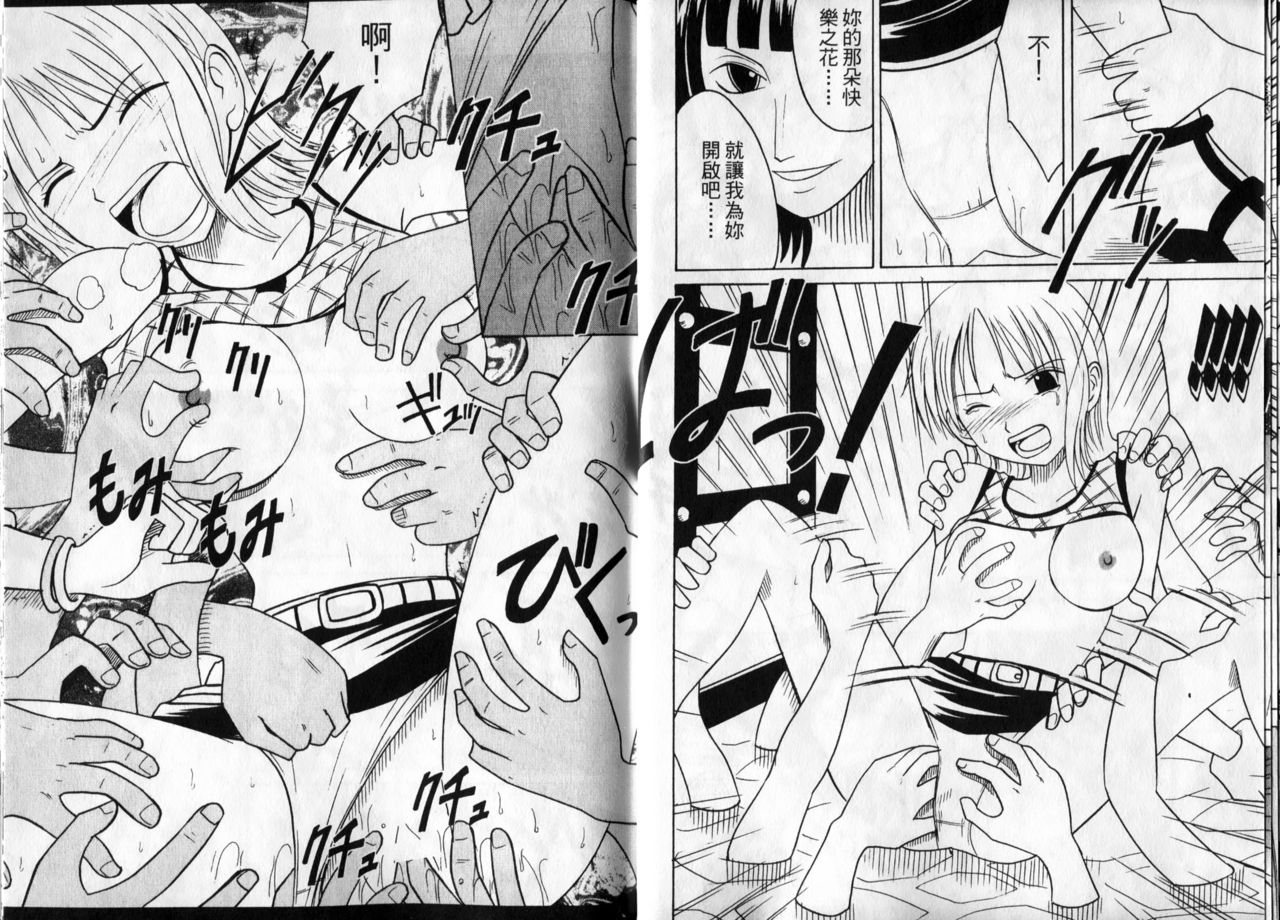 不！
妳的那朵快
樂之花……
就讓我為妳
開啟吧……
!!!!
ばっ！
クチュ
クチ
啊！
ビクッ
クリ
クリ
ギュッ
もみ
もみ
びくっ
クチュ
クチュ